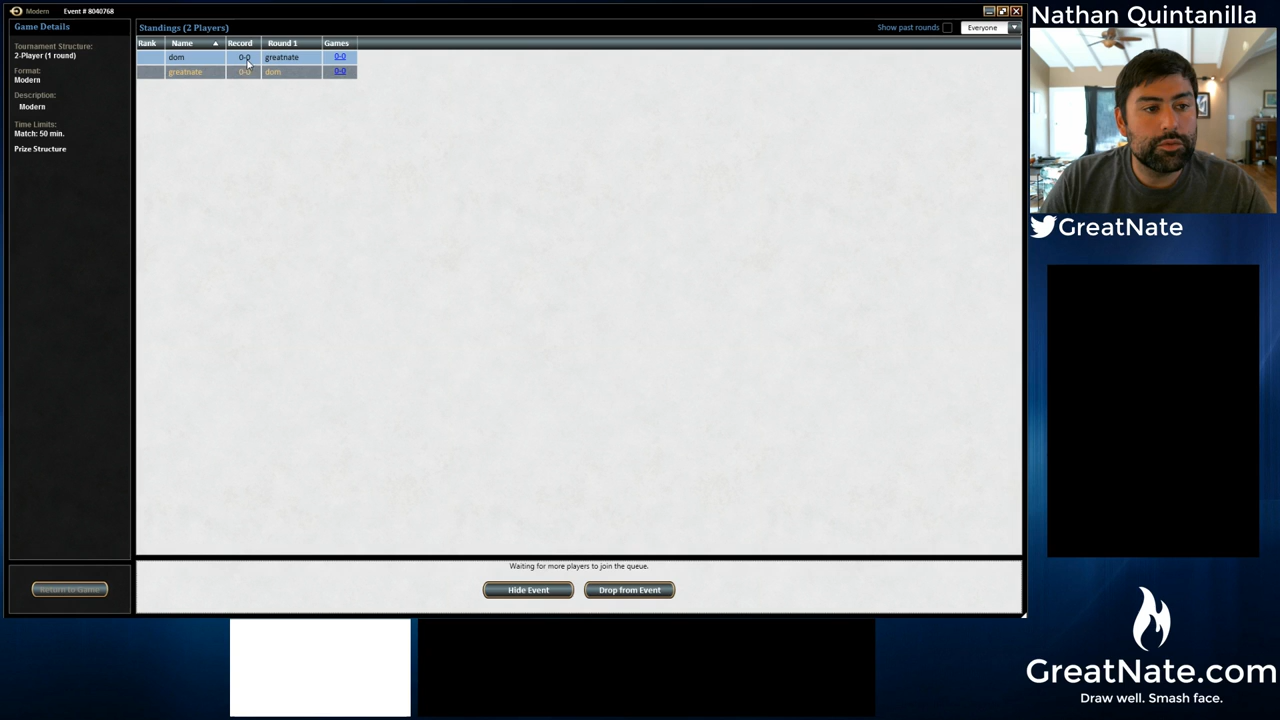 Modern Event # 8040768
Game Details
Tournament Structure:
2-Player (1 round)
Format:
Modern
Description:
Modern
Time Limits:
Match: 50 min.
Prize Structure
Return to Game
Standings (2 Players)
Show past rounds
Everyone
Rank Name Record Round 1 Games
dom 0-0 greatnate 0-0
greatnate 0-0 dom 0-0
Waiting for more players to join the queue.
Hide Event
Drop from Event
Nathan Quintanilla
GreatNate
GreatNate.com
Draw well. Smash face.